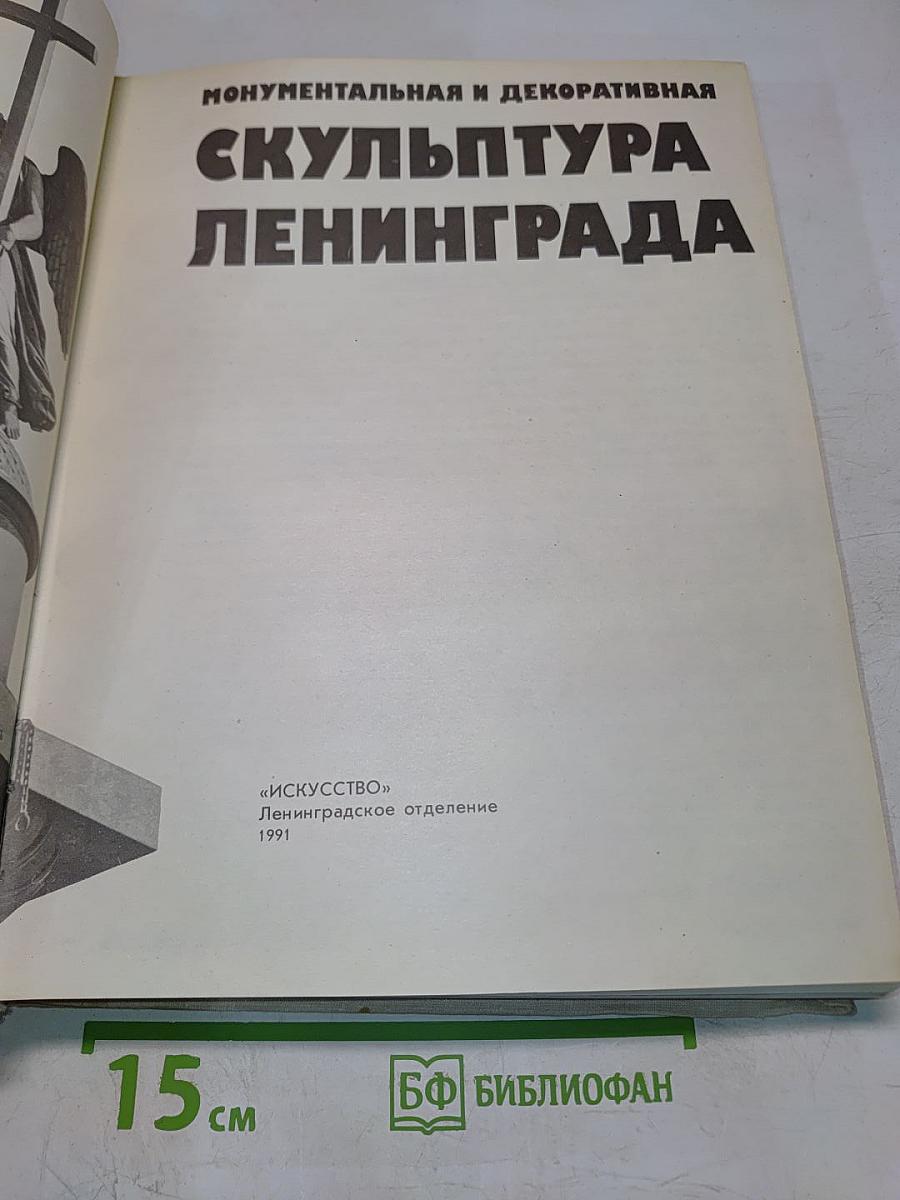 МОНУМЕНТАЛЬНАЯ И ДЕКОРАТИВНАЯ
СКУЛЬПТУРА
ЛЕНИНГРАДА
«ИСКУССТВО»
Ленинградское отделение
1991
15 см
БФ БИБЛИОФАН